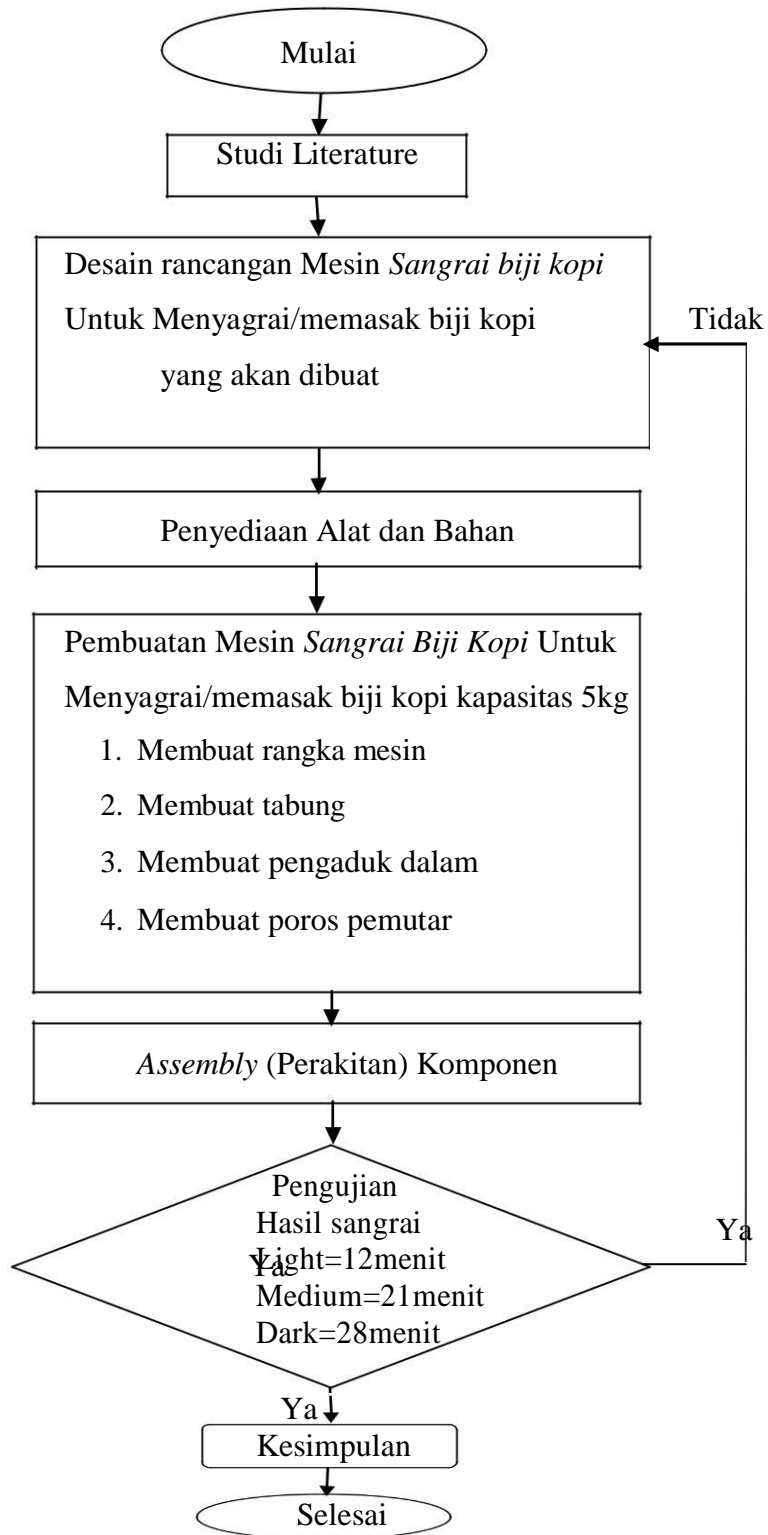 Mulai
Studi Literature
Desain rancangan Mesin Sangrai biji kopi
Untuk Menyagrai/memasak biji kopi
yang akan dibuat
Tidak
Penyediaan Alat dan Bahan
Pembuatan Mesin Sangrai Biji Kopi Untuk
Menyagrai/memasak biji kopi kapasitas 5kg
1. Membuat rangka mesin
2. Membuat tabung
3. Membuat pengaduk dalam
4. Membuat poros pemutar
Assembly (Perakitan) Komponen
Pengujian
Hasil sangrai
Ya
Light=12menit
Ya
Medium=21menit
Dark=28menit
Ya
Kesimpulan
Selesai